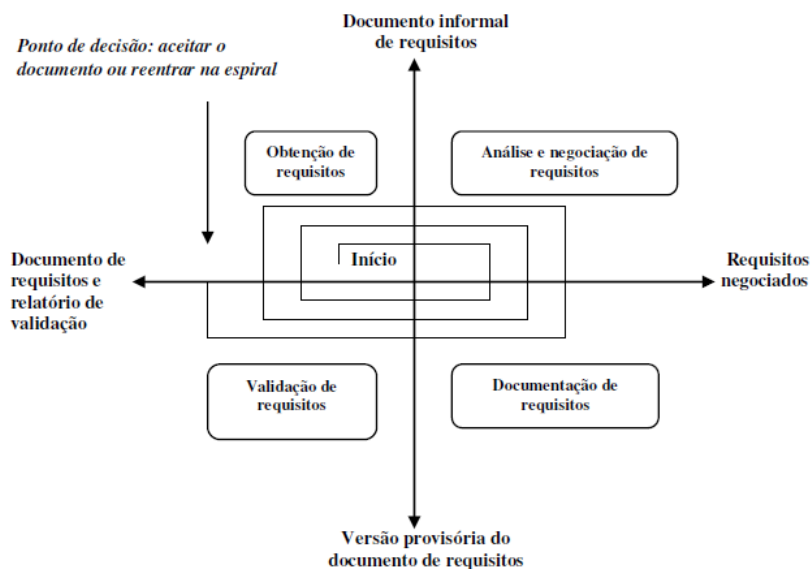 Documento informal
de requisitos
Ponto de decisão: aceitar o
documento ou reentrar na espiral
Obtenção de
requisitos
Análise e negociação de
requisitos
Início
Documento de
requisitos e
relatório de
validação
Requisitos
negociados
Validação de
requisitos
Documentação de
requisitos
Versão provisória do
documento de requisitos